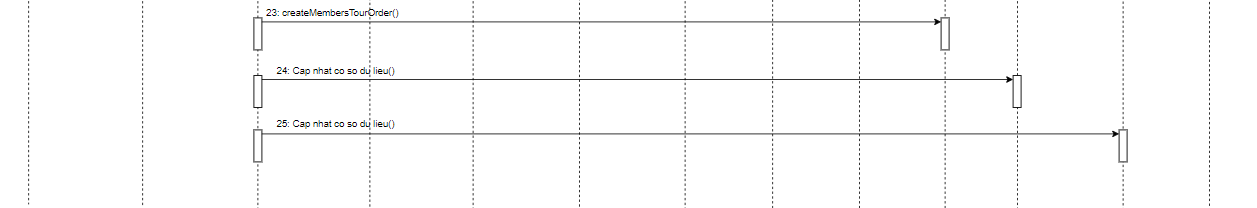 23: createMembersTourOrder()
24: Cap nhat co so du lieu()
25: Cap nhat co so du lieu()